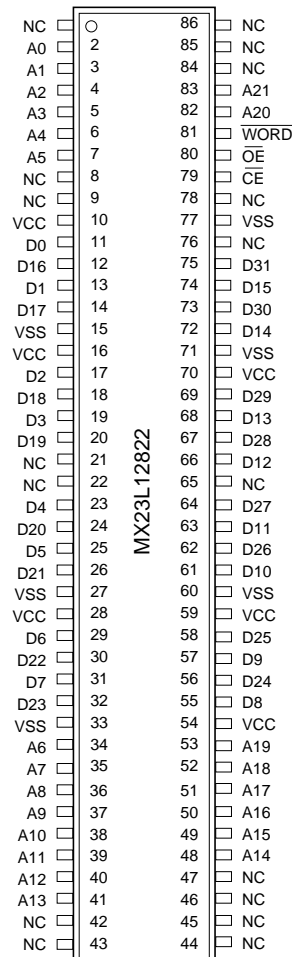 NC 86 NC
A0 2 85 NC
A1 3 84 NC
A2 4 83 A21
A3 5 82 A20
A4 6 81 WORD
A5 7 80 OE
NC 8 79 CE
NC 9 78 NC
VCC 10 77 VSS
D0 11 76 NC
D16 12 75 D31
D1 13 74 D15
D17 14 73 D30
VSS 15 72 D14
VCC 16 71 VSS
D2 17 70 VCC
D18 18 69 D29
D3 19 68 D13
D19 20 67 D28
NC 21 66 D12
NC 22 65 NC
D4 23 64 D27
D20 24 63 D11
D5 25 62 D26
D21 26 61 D10
VSS 27 60 VSS
VCC 28 59 VCC
D6 29 58 D25
D22 30 57 D9
D7 31 56 D24
D23 32 55 D8
VSS 33 54 VCC
A6 34 53 A19
A7 35 52 A18
A8 36 51 A17
A9 37 50 A16
A10 38 49 A15
A11 39 48 A14
A12 40 47 NC
A13 41 46 NC
NC 42 45 NC
NC 43 44 NC
MX23L12822